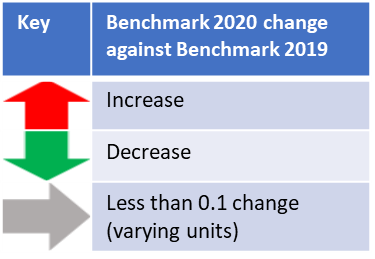 Key
Benchmark 2020 change
against Benchmark 2019
Increase
Decrease
Less than 0.1 change
(varying units)